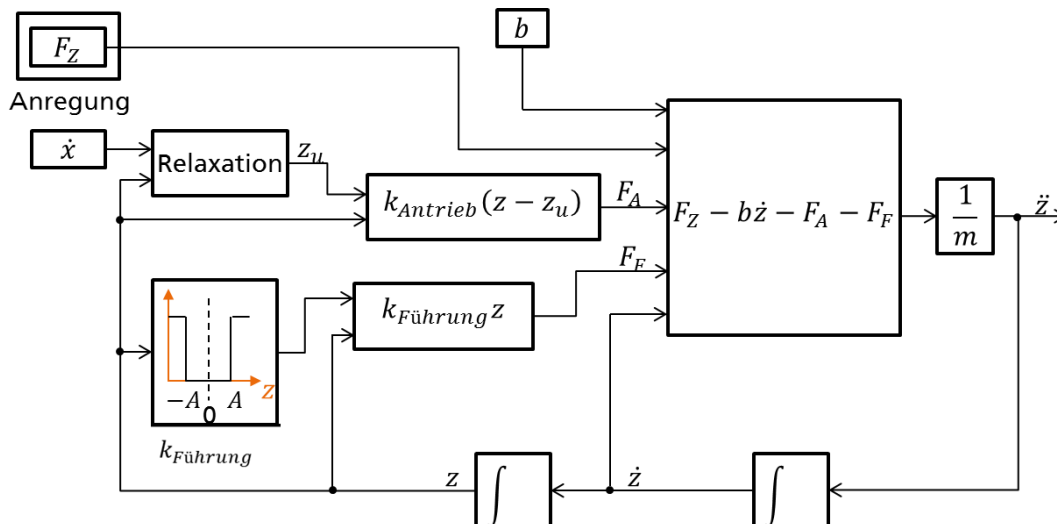 F_Z
Anregung
b
ẋ
Relaxation
z_u
k_Antrieb(z − z_u)
F_A
F_Z − bż − F_A − F_F
1/m
z̈
F_F
k_Führung z
z
−A
0
A
k_Führung
z
∫
ż
∫